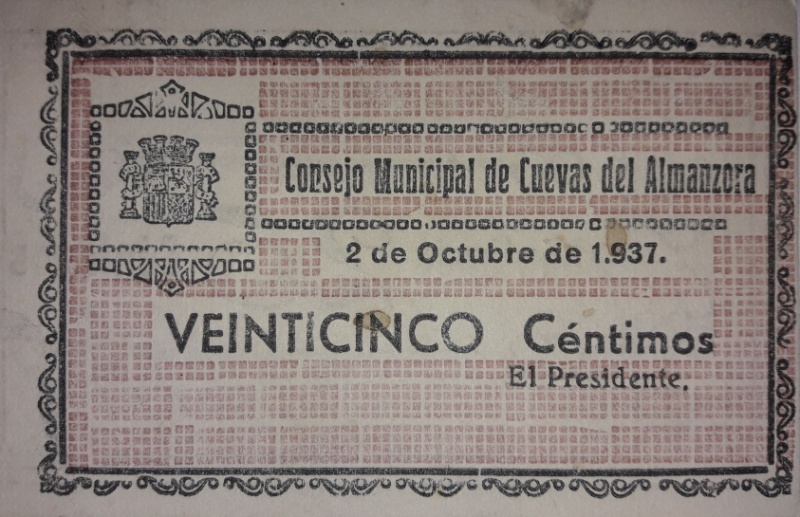 Consejo Municipal de Cuevas del Almanzora
2 de Octubre de 1.937.
VEINTICINCO Céntimos
El Presidente,